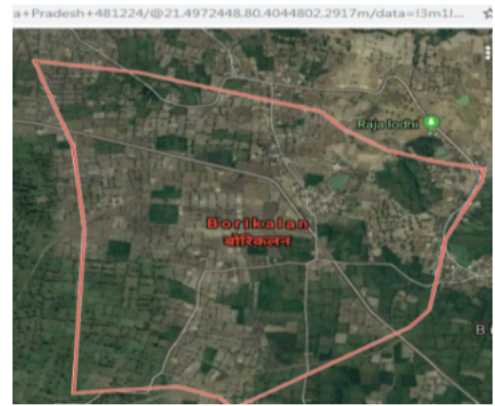 a+Pradesh+481224/@21.4972448,80.4044802,2917m/data=!3m1!...
Raja lodhi
Borikalan
बोरिकलन
B